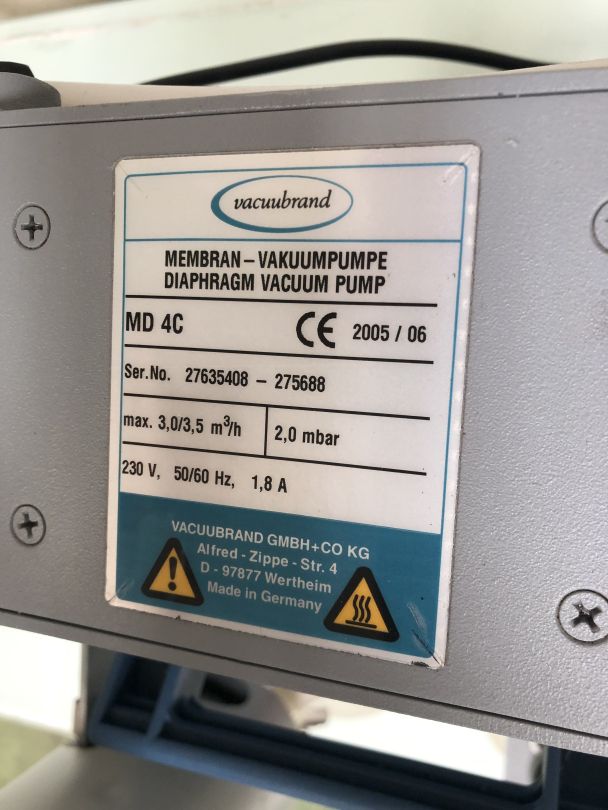 vacuubrand
MEMBRAN - VAKUUMPUMPE
DIAPHRAGM VACUUM PUMP
MD 4C CE 2005 / 06
Ser.No. 27635408 - 275688
max. 3,0/3,5 m³/h 2,0 mbar
230 V, 50/60 Hz, 1,8 A
VACUUBRAND GMBH+CO KG
Alfred - Zippe - Str. 4
D - 97877 Wertheim
Made in Germany